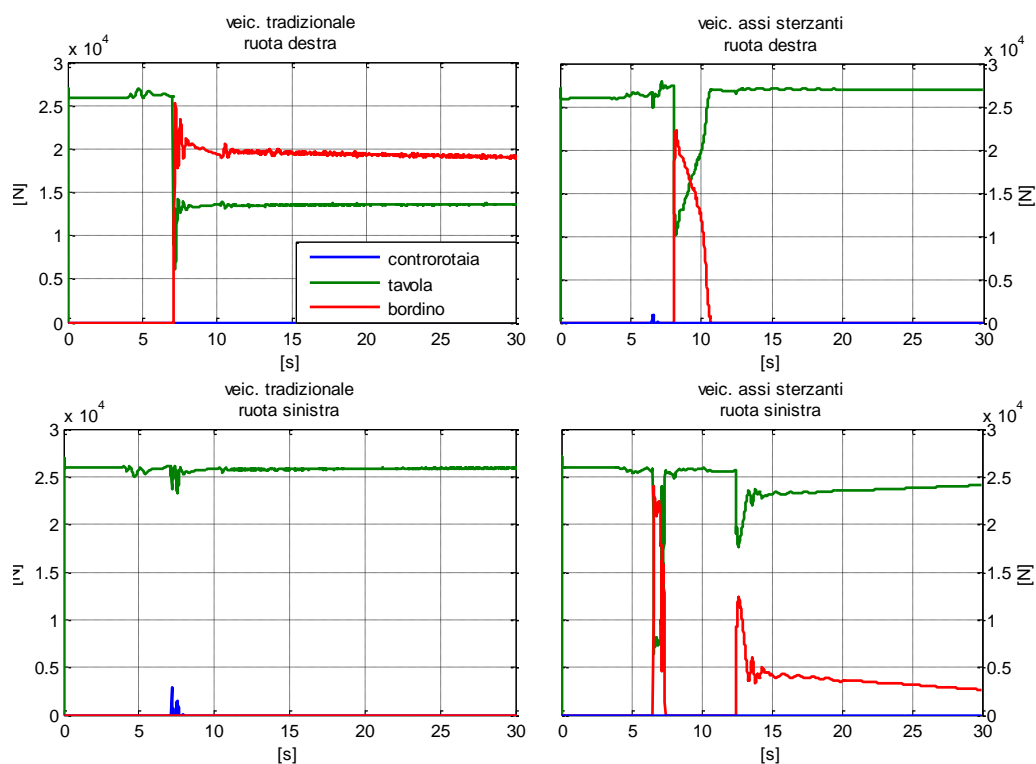 veic. tradizionale
ruota destra
x 10^4
3
2.5
2
1.5
1
0.5
0
[N]
controrotaia
tavola
bordino
0 5 10 15 20 25 30
[s]
veic. assi sterzanti
ruota destra
x 10^4
3
2.5
2
1.5
1
0.5
0
[N]
0 5 10 15 20 25 30
[s]
veic. tradizionale
ruota sinistra
x 10^4
3
2.5
2
1.5
1
0.5
0
[N]
0 5 10 15 20 25 30
[s]
veic. assi sterzanti
ruota sinistra
x 10^4
3
2.5
2
1.5
1
0.5
0
[N]
0 5 10 15 20 25 30
[s]